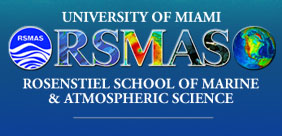 UNIVERSITY OF MIAMI
RSMAS RSMAS
ROSENSTIEL SCHOOL OF MARINE
& ATMOSPHERIC SCIENCE